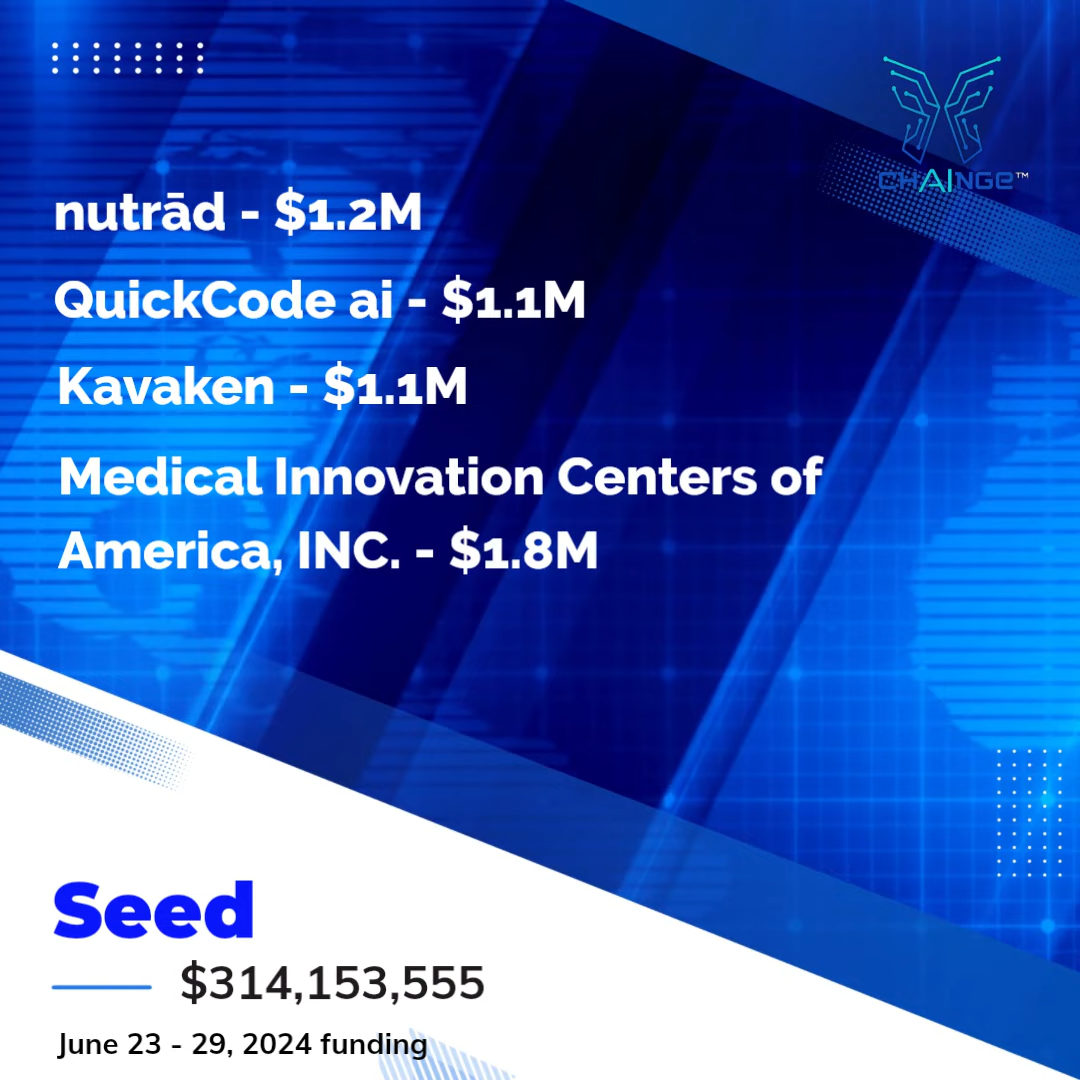 CHAINGE™
nutrād - $1.2M
QuickCode ai - $1.1M
Kavaken - $1.1M
Medical Innovation Centers of
America, INC. - $1.8M
Seed
$314,153,555
June 23 - 29, 2024 funding